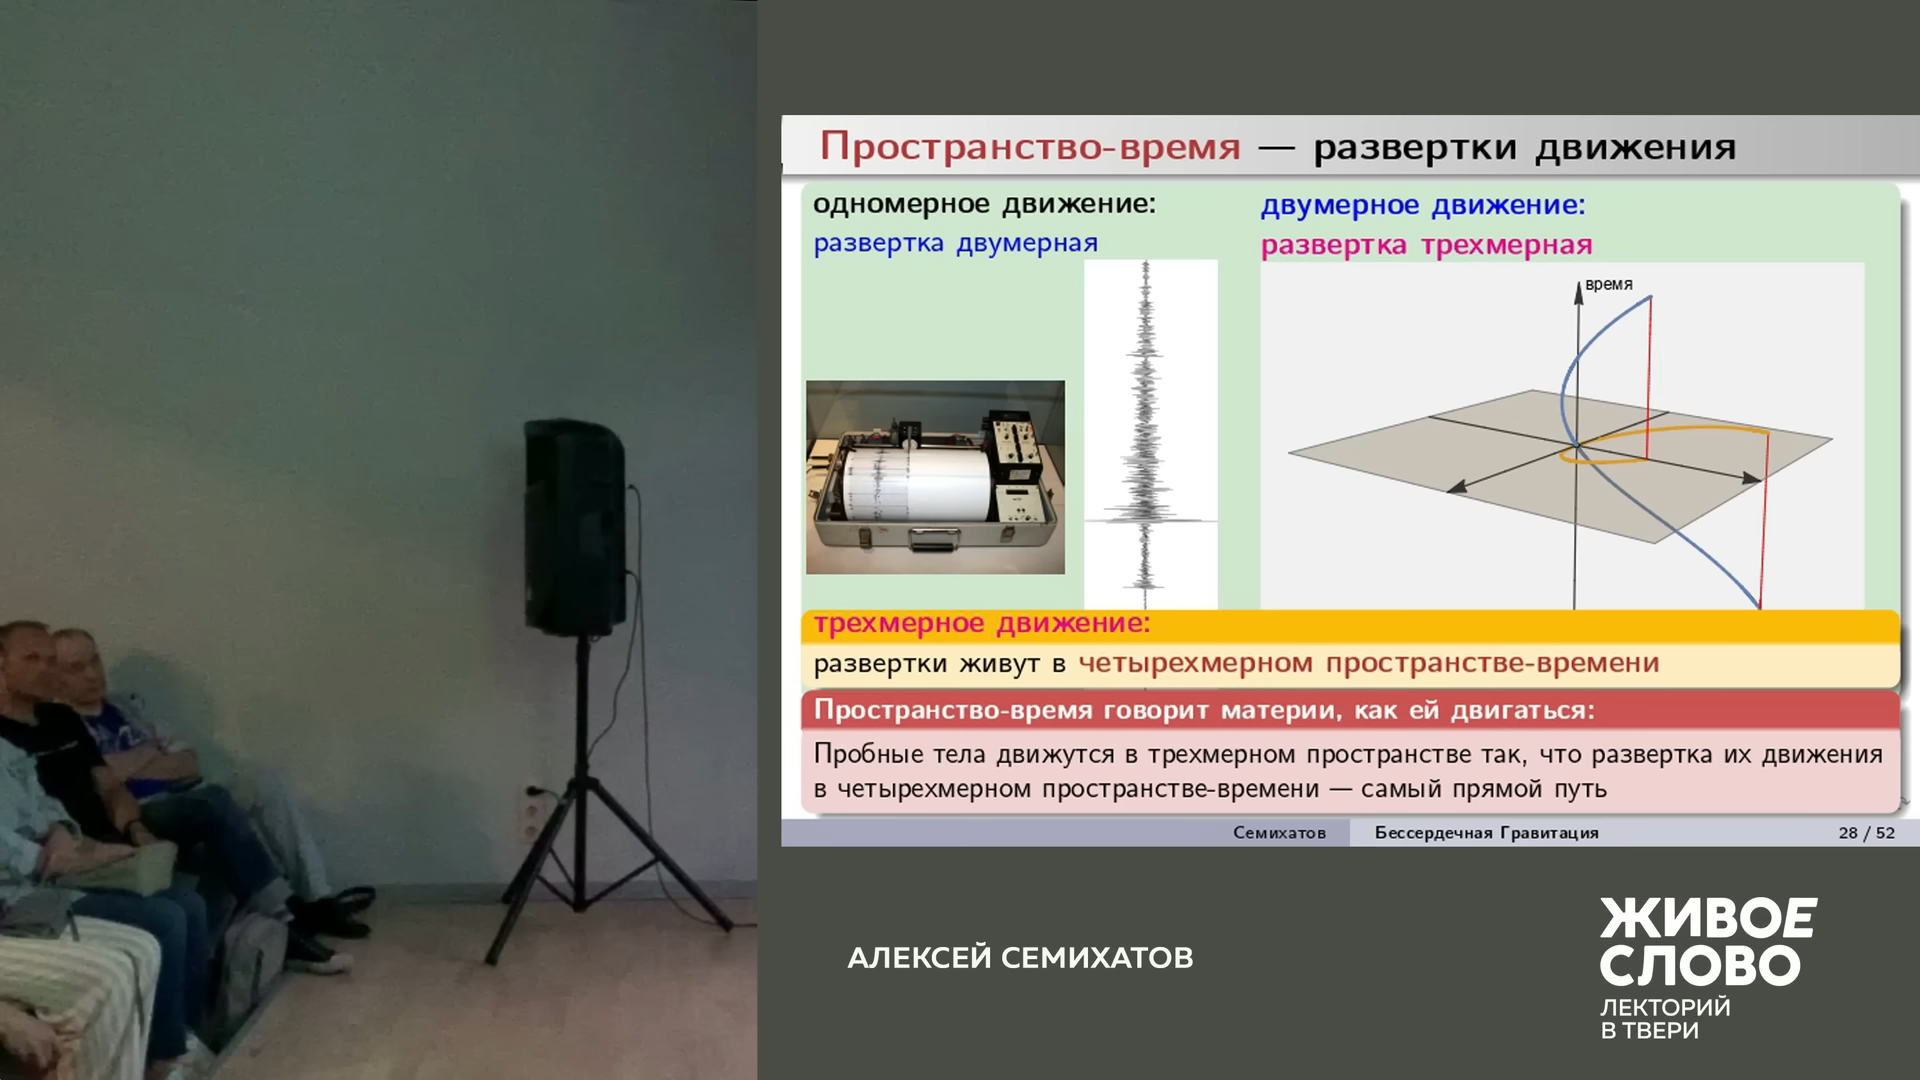 Пространство-время — развертки движения
одномерное движение:
развертка двумерная
двумерное движение:
развертка трехмерная
время
трехмерное движение:
развертки живут в четырехмерном пространстве-времени
Пространство-время говорит материи, как ей двигаться:
Пробные тела движутся в трехмерном пространстве так, что развертка их движения
в четырехмерном пространстве-времени — самый прямой путь
Семихатов
Бессердечная Гравитация
28 / 52
АЛЕКСЕЙ СЕМИХАТОВ
ЖИВОЕ
СЛОВО
ЛЕКТОРИЙ
В ТВЕРИ